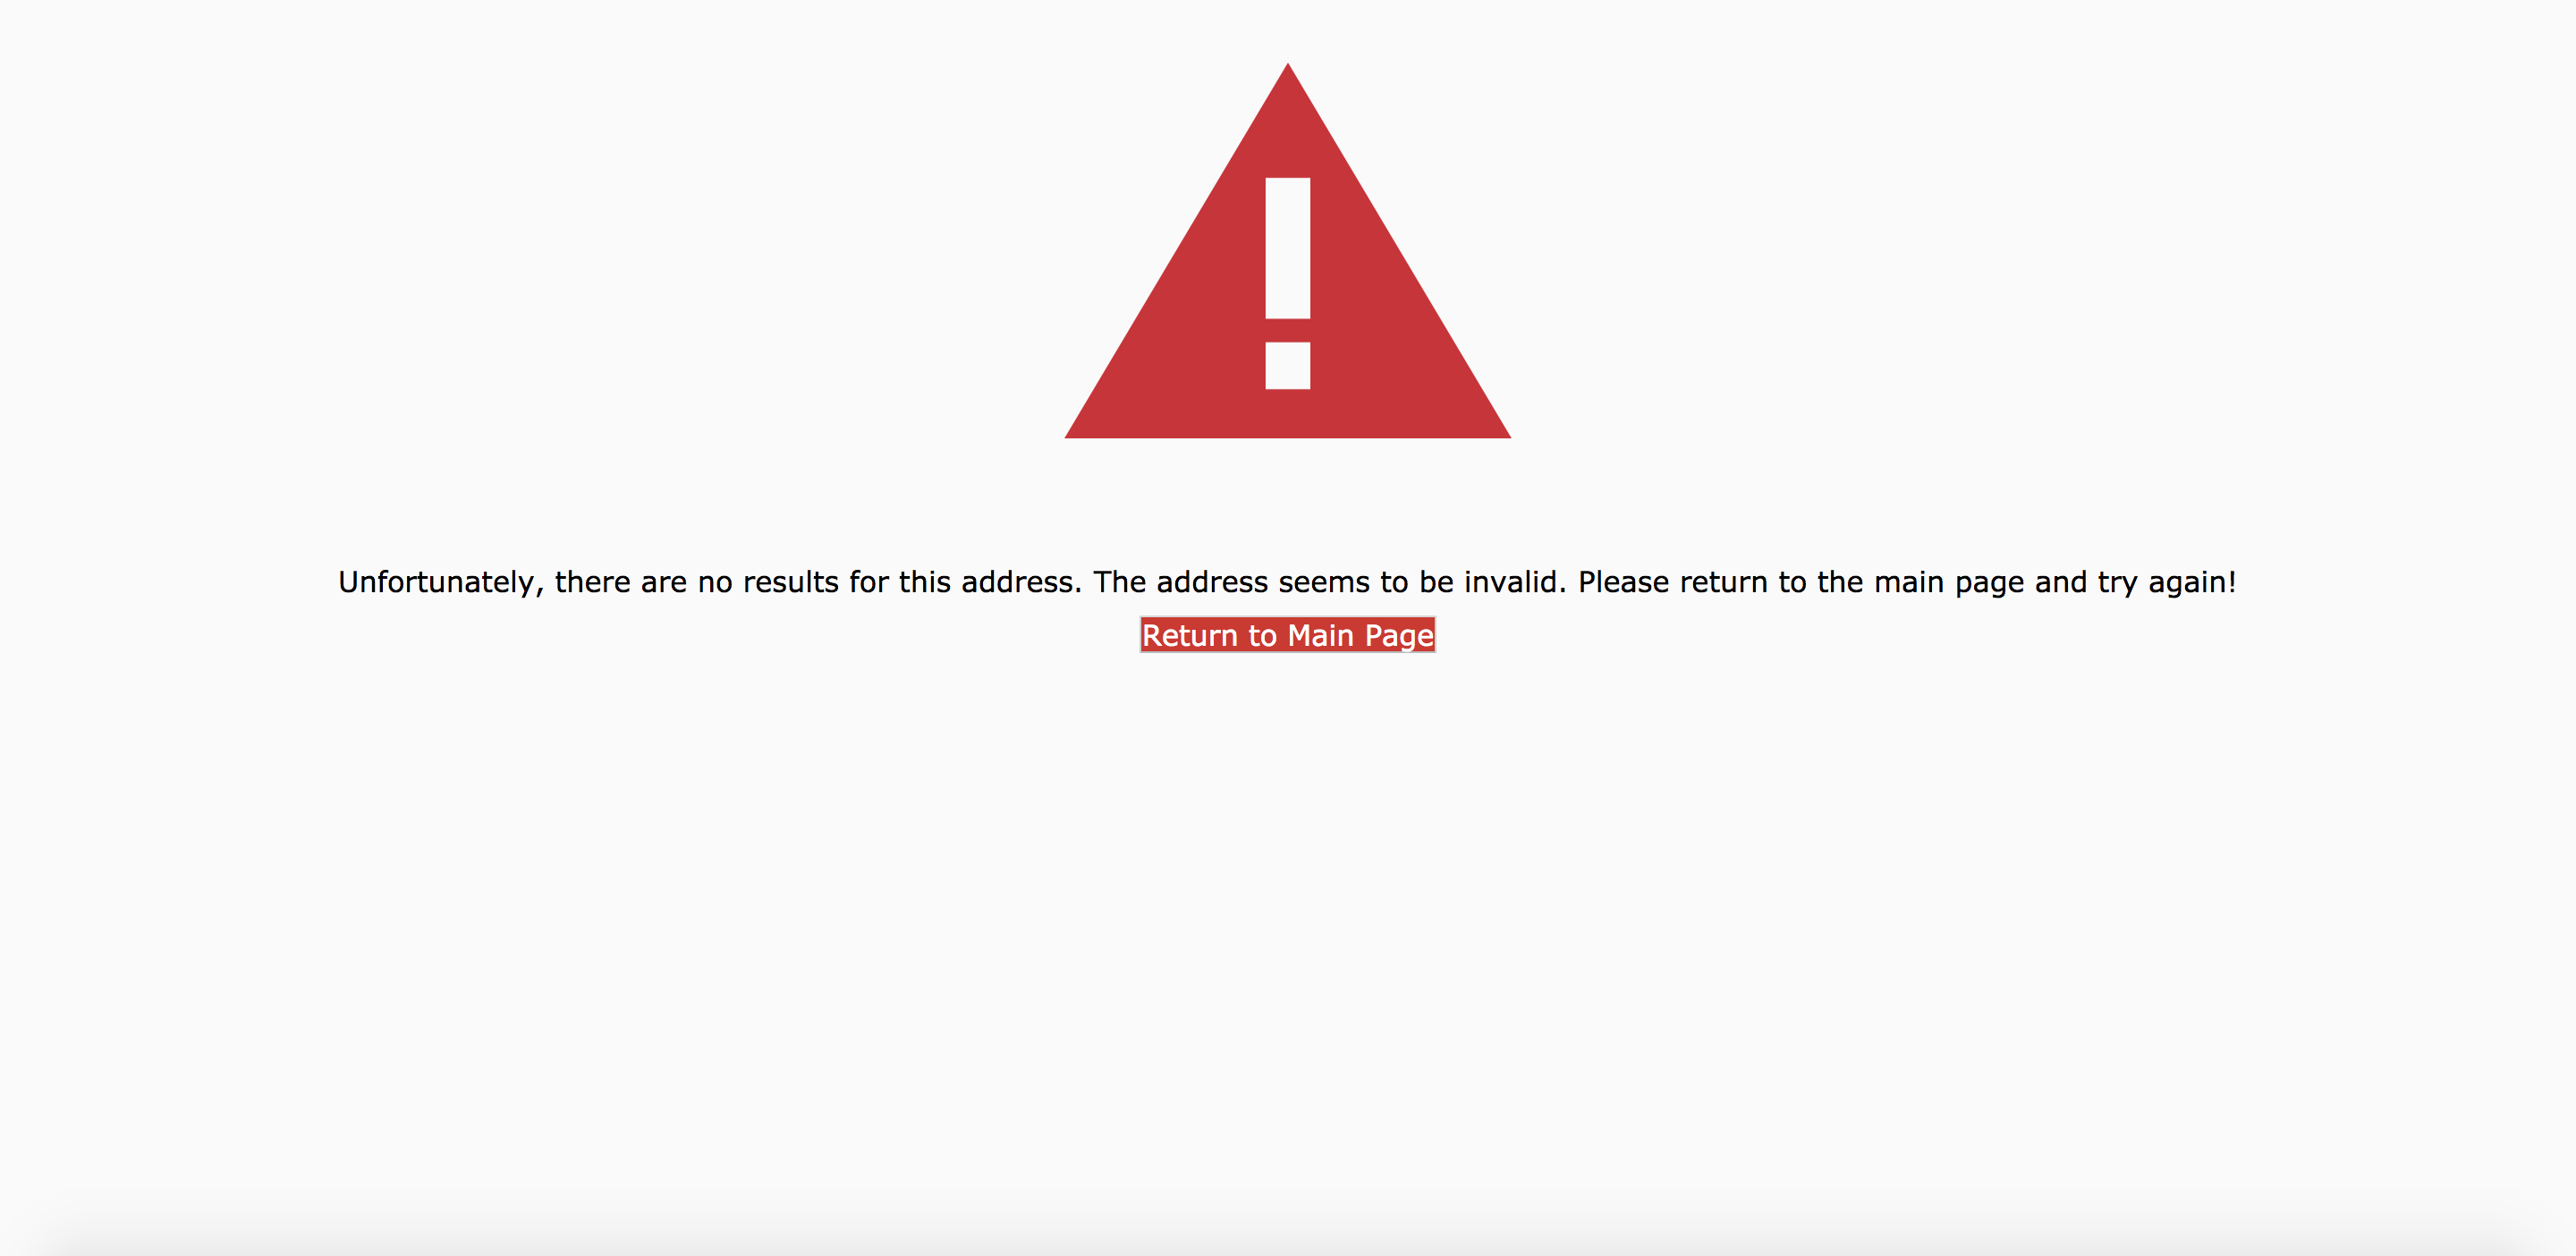 Unfortunately, there are no results for this address. The address seems to be invalid. Please return to the main page and try again!
Return to Main Page